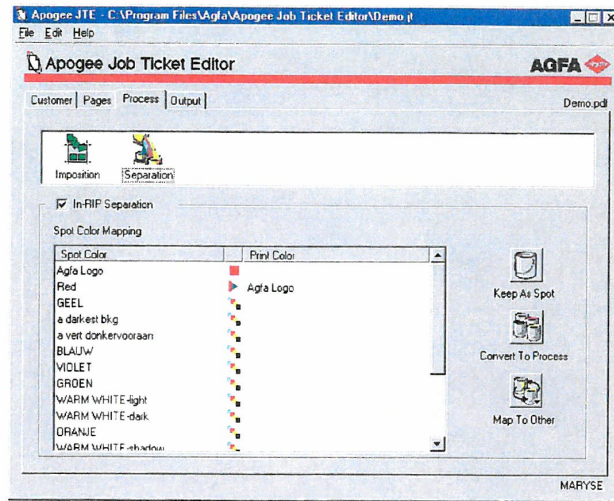 Apogee JTE - C:\Program Files\Agfa\Apogee Job Ticket Editor\Demo.jt
File Edit Help
Apogee Job Ticket Editor
AGFA
Customer Pages Process Output
Demo.pdf
Imposition Separation
In-RIP Separation
Spot Color Mapping
Spot Color Print Color
Agfa Logo
Red Agfa Logo
GEEL
a darkest bkg
a vert donkervooraan
BLAUW
VIOLET
GROEN
WARM WHITE-light
WARM WHITE-dark
ORANJE
WARM WHITE-shadow
Keep As Spot
Convert To Process
Map To Other
MARYSE